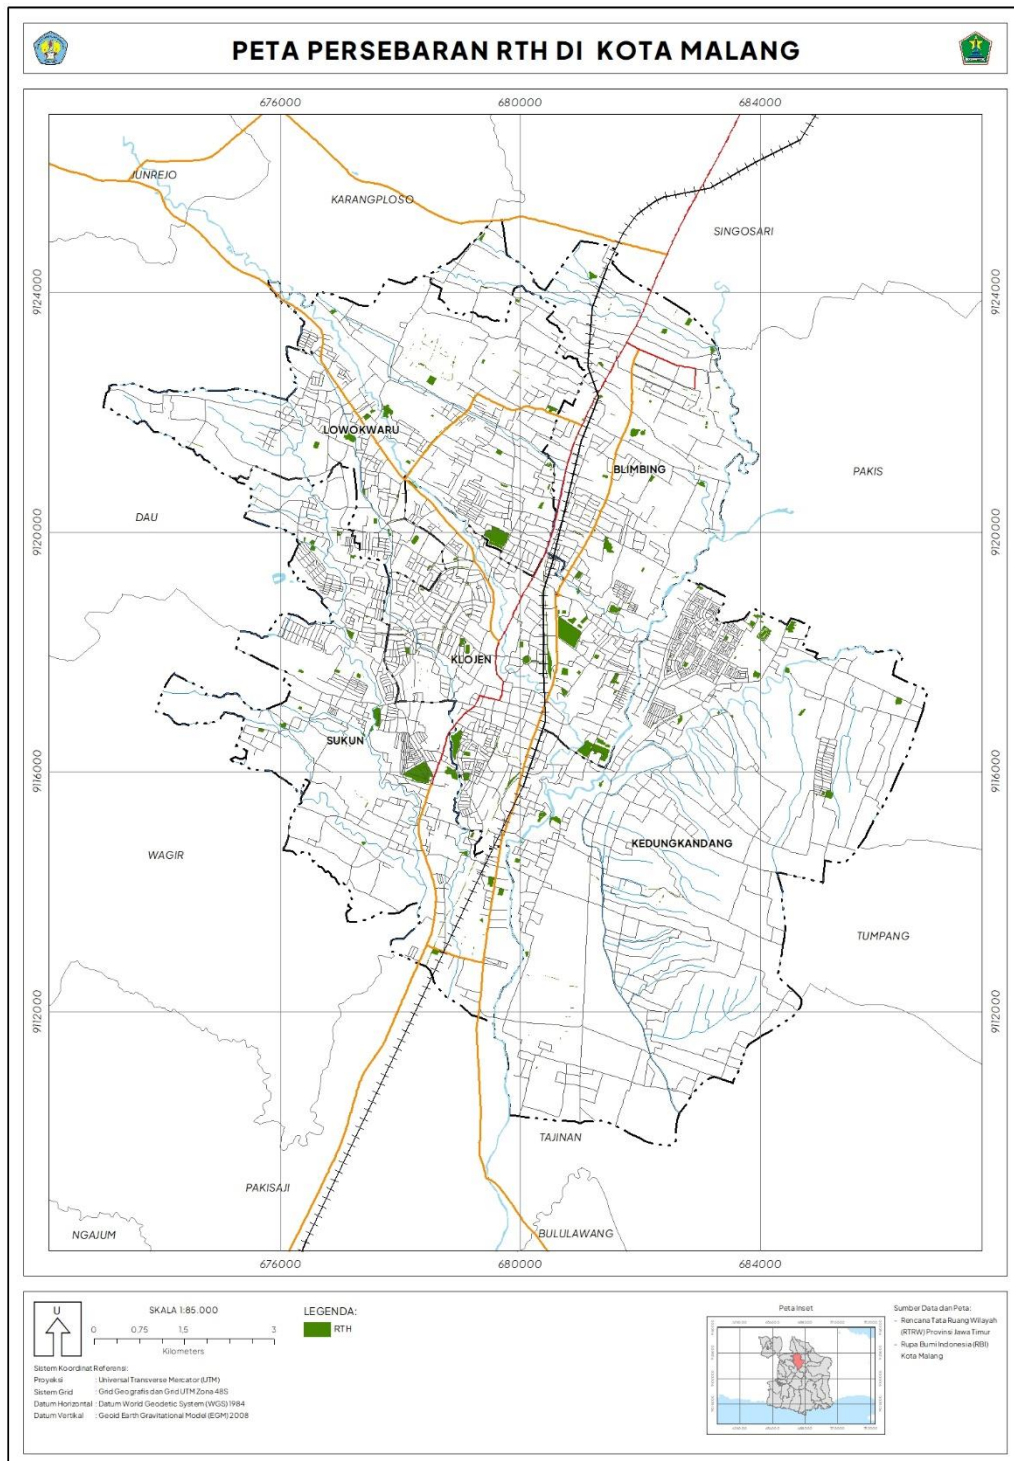 PETA PERSEBARAN RTH DI KOTA MALANG
676000 680000 684000
JUNREJO
KARANGPLOSO
SINGOSARI
9124000 9124000
LOWOKWARU
BLIMBING
PAKIS
DAU
9120000 9120000
KLOJEN
SUKUN
9116000 9116000
KEDUNGKANDANG
WAGIR
TUMPANG
9112000 9112000
TAJINAN
PAKISAJI
NGAJUM
BULULAWANG
676000 680000 684000
U
SKALA 1:85.000
0 0.75 1,5 3
Kilometers
LEGENDA:
RTH
Sistem Koordinat Referensi:
Proyeksi : Universal Transverse Mercator (UTM)
Sistem Grid : Grid Geografis dan Grid UTM Zona 48S
Datum Horizontal : Datum World Geodetic System (WGS) 1984
Datum Vertikal : Geoid Earth Gravitational Model (EGM) 2008
Peta Inset
Sumber Data dan Peta:
- Rencana Tata Ruang Wilayah
(RTRW) Provinsi Jawa Timur
- Rupa Bumi Indonesia (RBI)
Kota Malang